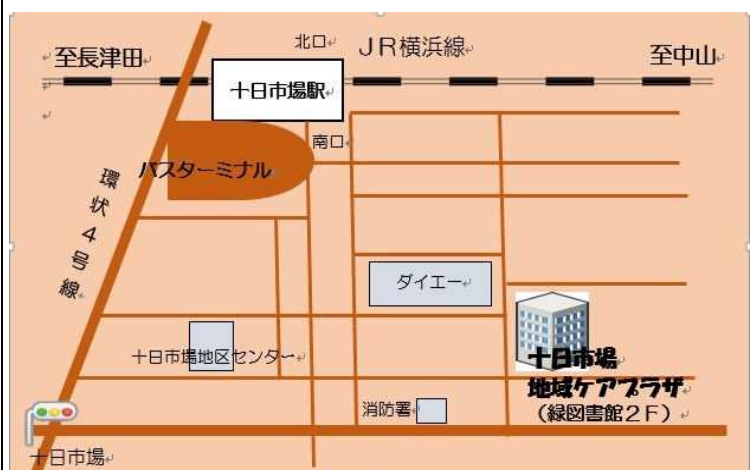 北口
JR横浜線
至長津田
至中山
十日市場駅
南口
バスターミナル
環状4号線
ダイエー
十日市場地区センター
十日市場
地域ケアプラザ
(緑図書館2F)
消防署
十日市場